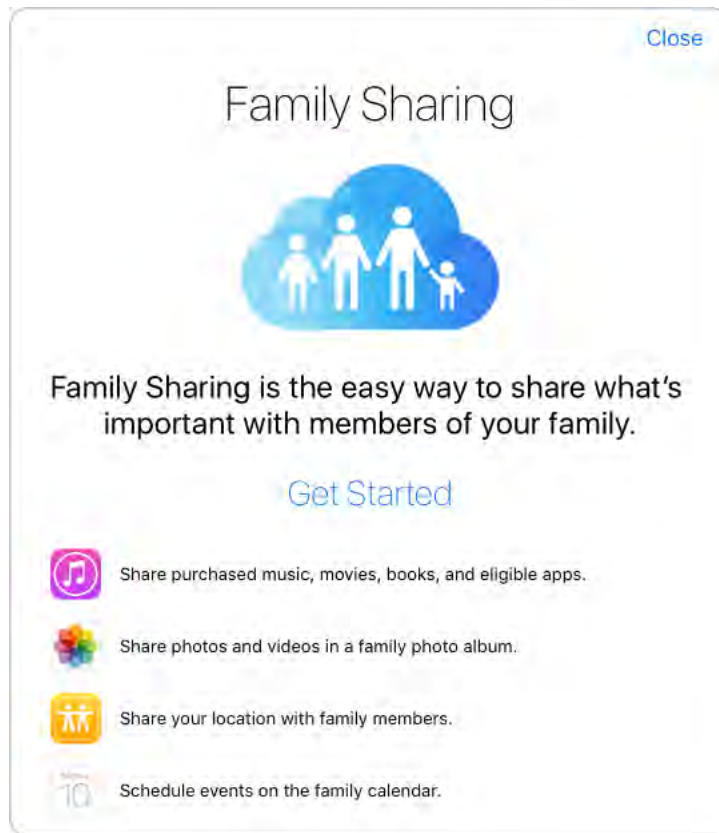 Close
Family Sharing
Family Sharing is the easy way to share what's
important with members of your family.
Get Started
Share purchased music, movies, books, and eligible apps.
Share photos and videos in a family photo album.
Share your location with family members.
10
Schedule events on the family calendar.